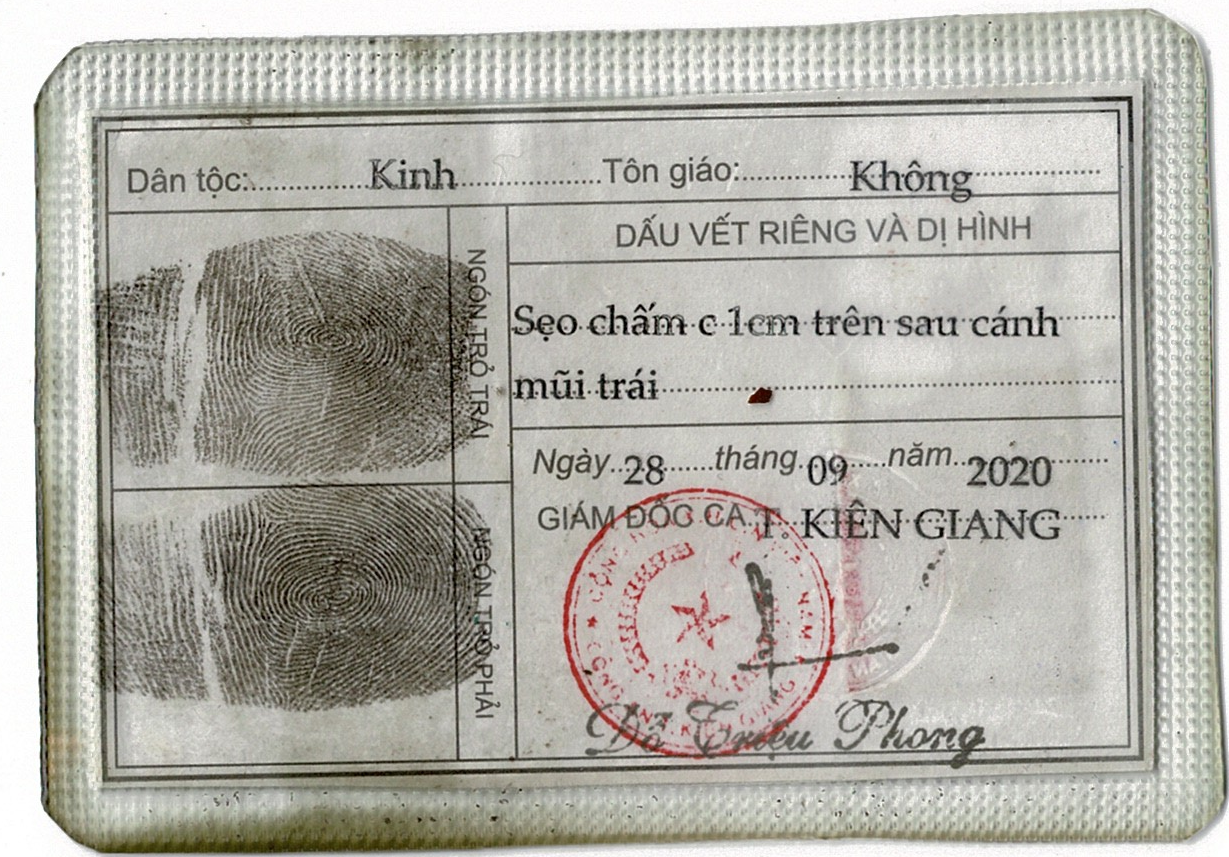 Dân tộc:.....Kinh.....Tôn giáo:.....Không
DẤU VẾT RIÊNG VÀ DỊ HÌNH
NGÓN TRỎ TRÁI
Sẹo chấm c 1cm trên sau cánh
mũi trái
Ngày 28 tháng 09 năm 2020
GIÁM ĐỐC CA T. KIÊN GIANG
NGÓN TRỎ PHẢI
KIÊN GIANG
Đỗ Triệu Phong